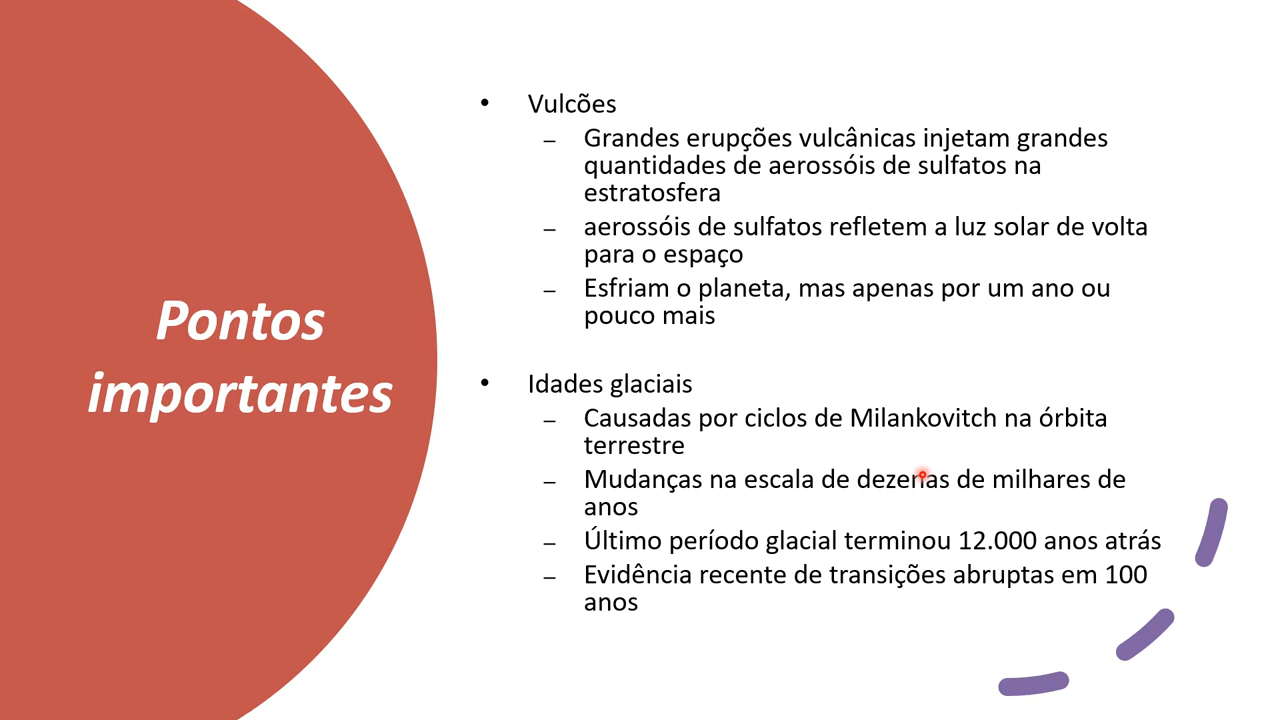 Pontos
importantes
• Vulcões
– Grandes erupções vulcânicas injetam grandes
quantidades de aerossóis de sulfatos na
estratosfera
– aerossóis de sulfatos refletem a luz solar de volta
para o espaço
– Esfriam o planeta, mas apenas por um ano ou
pouco mais
• Idades glaciais
– Causadas por ciclos de Milankovitch na órbita
terrestre
– Mudanças na escala de dezenas de milhares de
anos
– Último período glacial terminou 12.000 anos atrás
– Evidência recente de transições abruptas em 100
anos